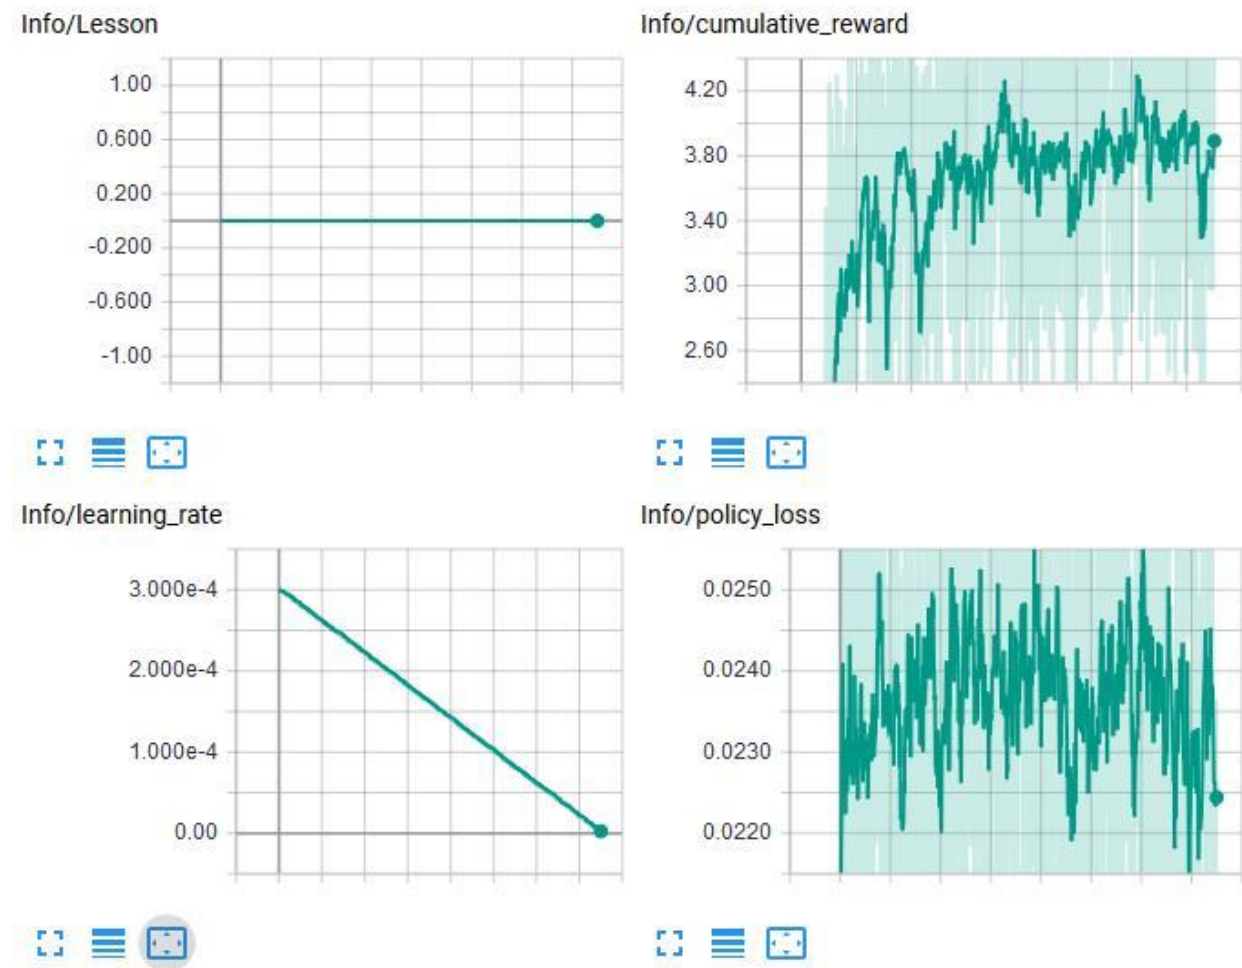 Info/Lesson
1.00
0.600
0.200
-0.200
-0.600
-1.00
Info/cumulative_reward
4.20
3.80
3.40
3.00
2.60
Info/learning_rate
3.000e-4
2.000e-4
1.000e-4
0.00
Info/policy_loss
0.0250
0.0240
0.0230
0.0220